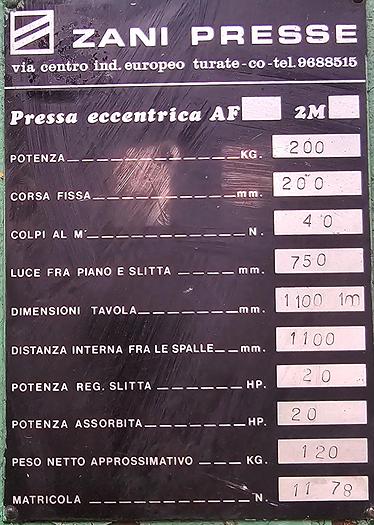 ZANI PRESSE
via centro ind. europeo turate-co-tel. 9688515
Pressa eccentrica AF 2M
POTENZA KG. 200
CORSA FISSA mm. 200
COLPI AL M' N. 40
LUCE FRA PIANO E SLITTA mm. 750
DIMENSIONI TAVOLA mm. 1100 1m
DISTANZA INTERNA FRA LE SPALLE mm. 1100
POTENZA REG. SLITTA HP. 20
POTENZA ASSORBITA HP. 20
PESO NETTO APPROSSIMATIVO KG. 120
MATRICOLA N. 11 78